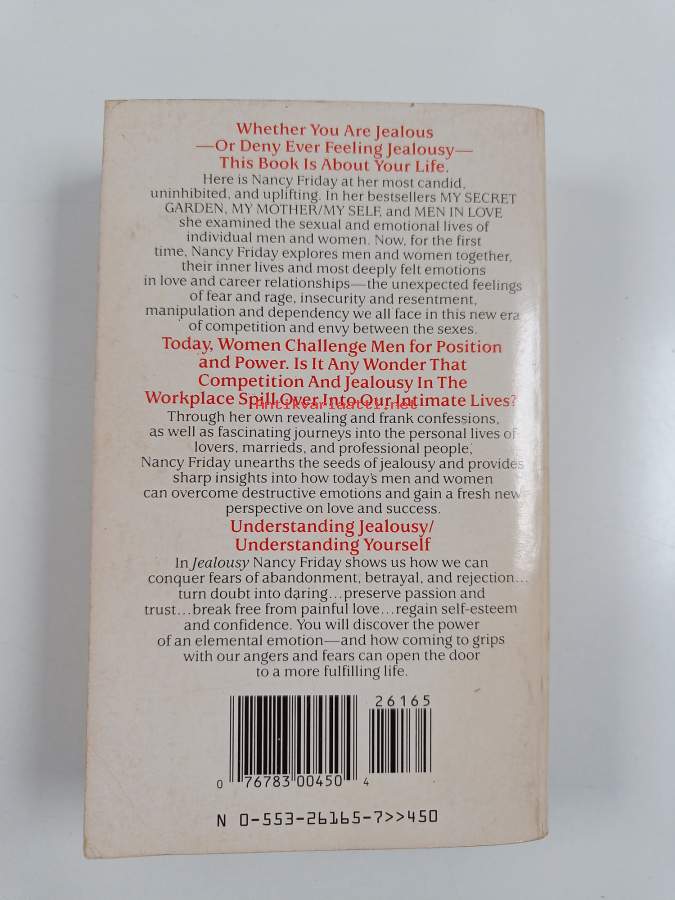 Whether You Are Jealous
—Or Deny Ever Feeling Jealousy—
This Book Is About Your Life.
Here is Nancy Friday at her most candid,
uninhibited, and uplifting. In her bestsellers MY SECRET
GARDEN, MY MOTHER/MY SELF, and MEN IN LOVE
she examined the sexual and emotional lives of
individual men and women. Now, for the first
time, Nancy Friday explores men and women together,
their inner lives and most deeply felt emotions
in love and career relationships—the unexpected feelings
of fear and rage, insecurity and resentment,
manipulation and dependency we all face in this new era
of competition and envy between the sexes.
Today, Women Challenge Men for Position
and Power. Is It Any Wonder That
Competition And Jealousy In The
Workplace Spill Over Into Our Intimate Lives?
Antikvariaatti.net
Through her own revealing and frank confessions,
as well as fascinating journeys into the personal lives of
lovers, marrieds, and professional people,
Nancy Friday unearths the seeds of jealousy and provides
sharp insights into how today's men and women
can overcome destructive emotions and gain a fresh new
perspective on love and success.
Understanding Jealousy/
Understanding Yourself
In Jealousy Nancy Friday shows us how we can
conquer fears of abandonment, betrayal, and rejection...
turn doubt into daring...preserve passion and
trust...break free from painful love...regain self-esteem
and confidence. You will discover the power
of an elemental emotion—and how coming to grips
with our angers and fears can open the door
to a more fulfilling life.
26165
0 76783 00450 4
N 0-553-26165-7>>450